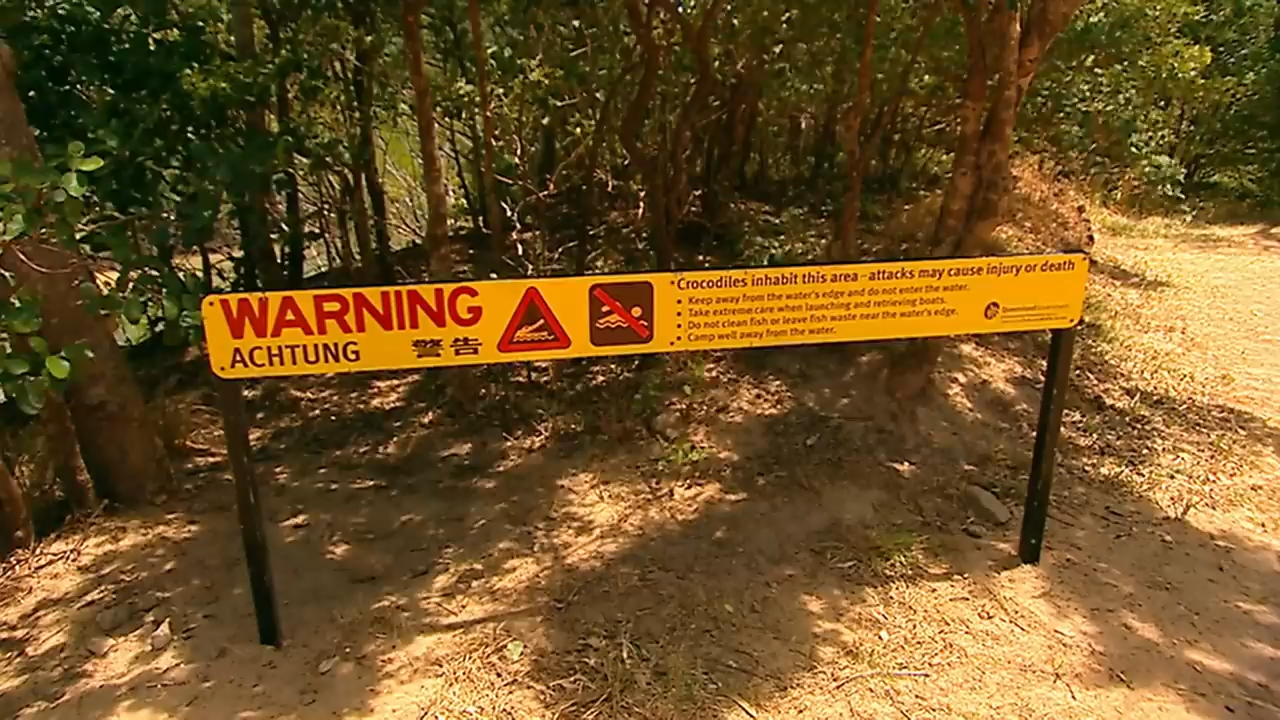 WARNING
ACHTUNG 警告
Crocodiles inhabit this area - attacks may cause injury or death
• Keep away from the water's edge and do not enter the water.
• Take extreme care when launching and retrieving boats.
• Do not clean fish or leave fish waste near the water's edge.
• Camp well away from the water.
Queensland Government